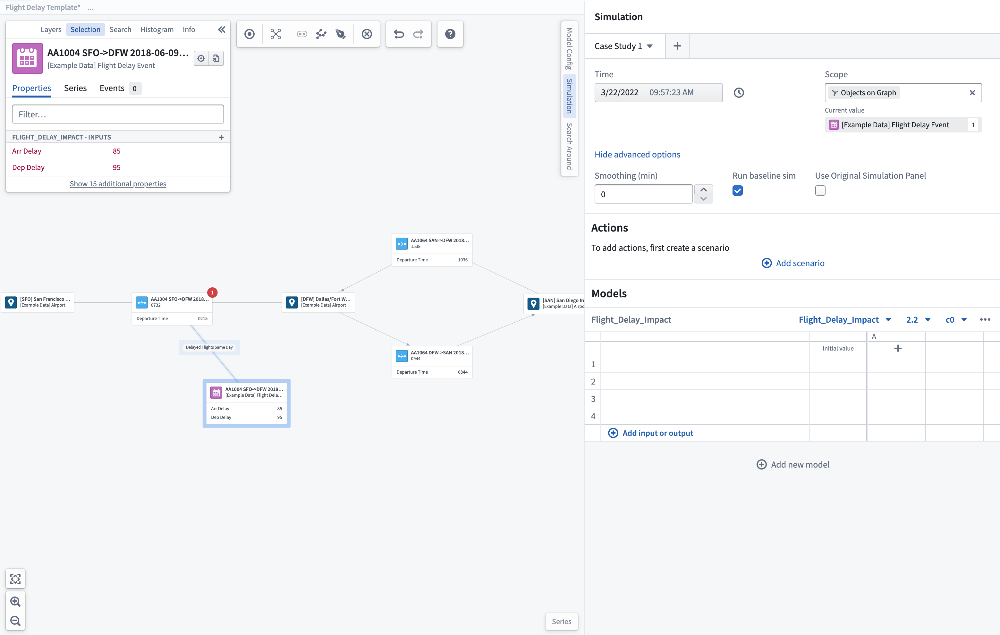 Flight Delay Template*
...
Layers
Selection
Search
Histogram
Info
AA1004 SFO->DFW 2018-06-09...
[Example Data] Flight Delay Event
Properties
Series
Events 0
Filter...
FLIGHT_DELAY_IMPACT - INPUTS
Arr Delay 85
Dep Delay 95
Show 15 additional properties
Model Config
Simulation
Search Around
AA1064 SAN->DFW 2018...
1538
Departure Time 1036
[SFO] San Francisco ...
[Example Data] Airport
1
AA1004 SFO->DFW 2018...
0732
Departure Time 0215
[DFW] Dallas/Fort W...
[Example Data] Airport
[SAN] San Diego In
[Example Data] Airpo
Delayed Flights Same Day
AA1064 DFW->SAN 2018...
0944
Departure Time 0844
AA1004 SFO->DFW 2018...
[Example Data] Flight Dela...
Arr Delay 85
Dep Delay 95
Series
Simulation
Case Study 1
Time
3/22/2022 09:57:23 AM
Scope
Objects on Graph
Current value
[Example Data] Flight Delay Event 1
Hide advanced options
Smoothing (min)
0
Run baseline sim
Use Original Simulation Panel
Actions
To add actions, first create a scenario
Add scenario
Models
Flight_Delay_Impact
Flight_Delay_Impact 2.2 c0
A
Initial value
1
2
3
4
Add input or output
Add new model